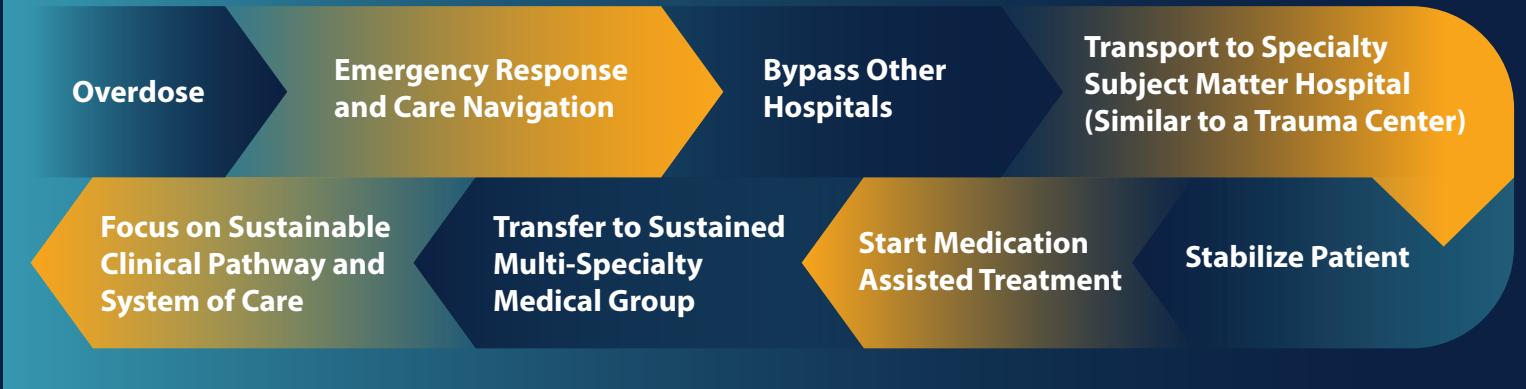 Overdose
Emergency Response
and Care Navigation
Bypass Other
Hospitals
Transport to Specialty
Subject Matter Hospital
(Similar to a Trauma Center)
Stabilize Patient
Start Medication
Assisted Treatment
Transfer to Sustained
Multi-Specialty
Medical Group
Focus on Sustainable
Clinical Pathway and
System of Care